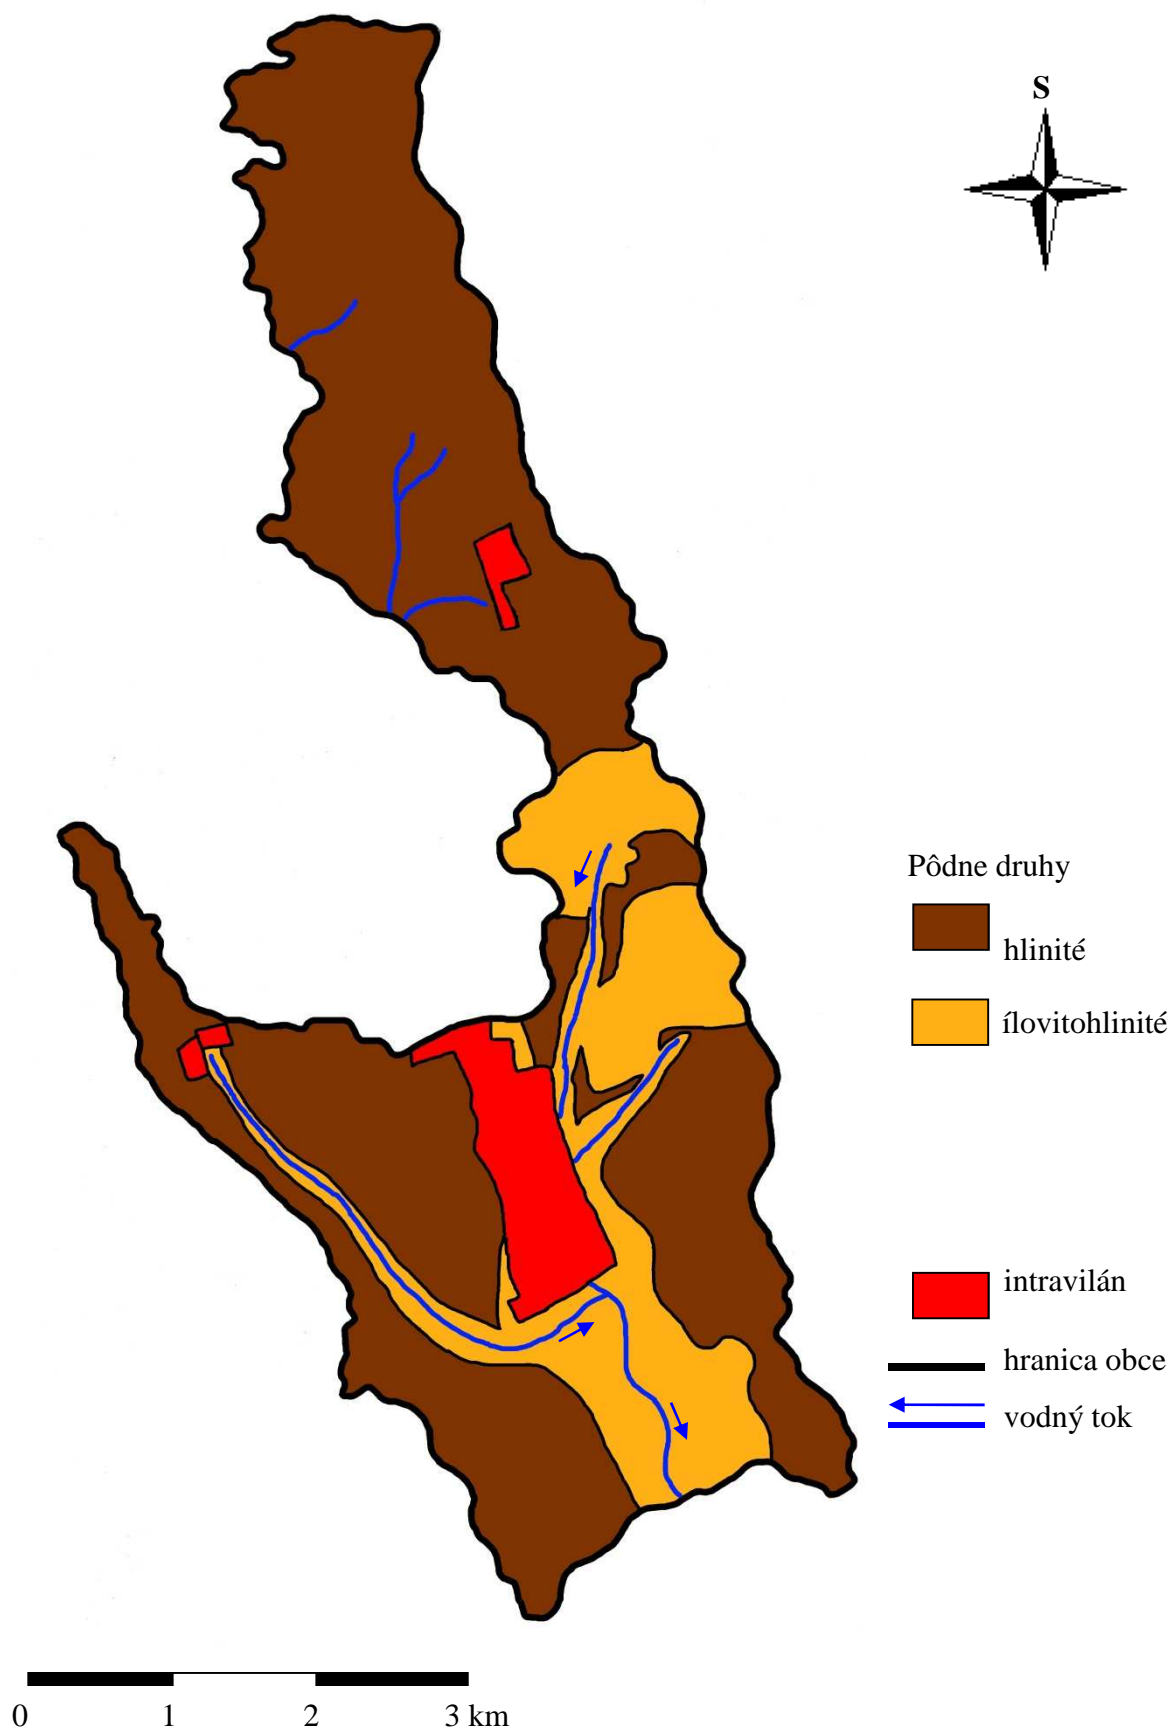 S
Pôdne druhy
hlinité
ílovitohlinité
intravilán
hranica obce
vodný tok
0 1 2 3 km